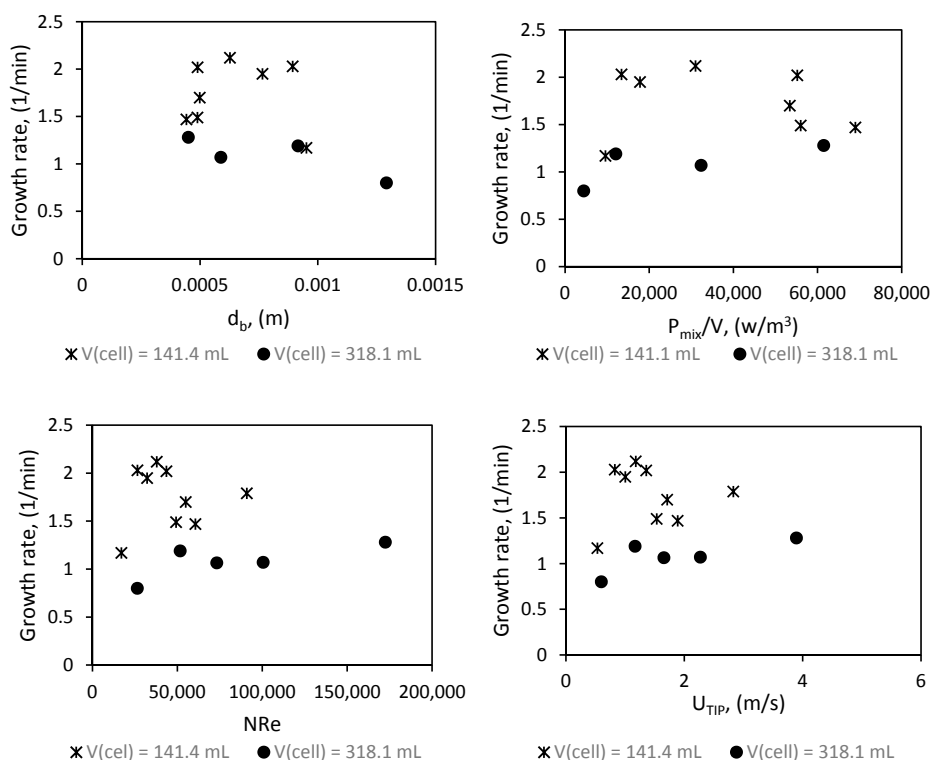 Growth rate, (1/min)
2.5
2
1.5
1
0.5
0
0 0.0005 0.001 0.0015
d_b, (m)
V(cell) = 141.4 mL V(cell) = 318.1 mL
Growth rate, (1/min)
2.5
2
1.5
1
0.5
0
0 20,000 40,000 60,000 80,000
P_mix/V, (w/m³)
V(cell) = 141.1 mL V(cell) = 318.1 mL
Growth rate, (1/min)
2.5
2
1.5
1
0.5
0
0 50,000 100,000 150,000 200,000
NRe
V(cell) = 141.4 mL V(cell) = 318.1 mL
Growth rate, (1/min)
2.5
2
1.5
1
0.5
0
0 2 4 6
U_TIP, (m/s)
V(cell) = 141.4 mL V(cell) = 318.1 mL